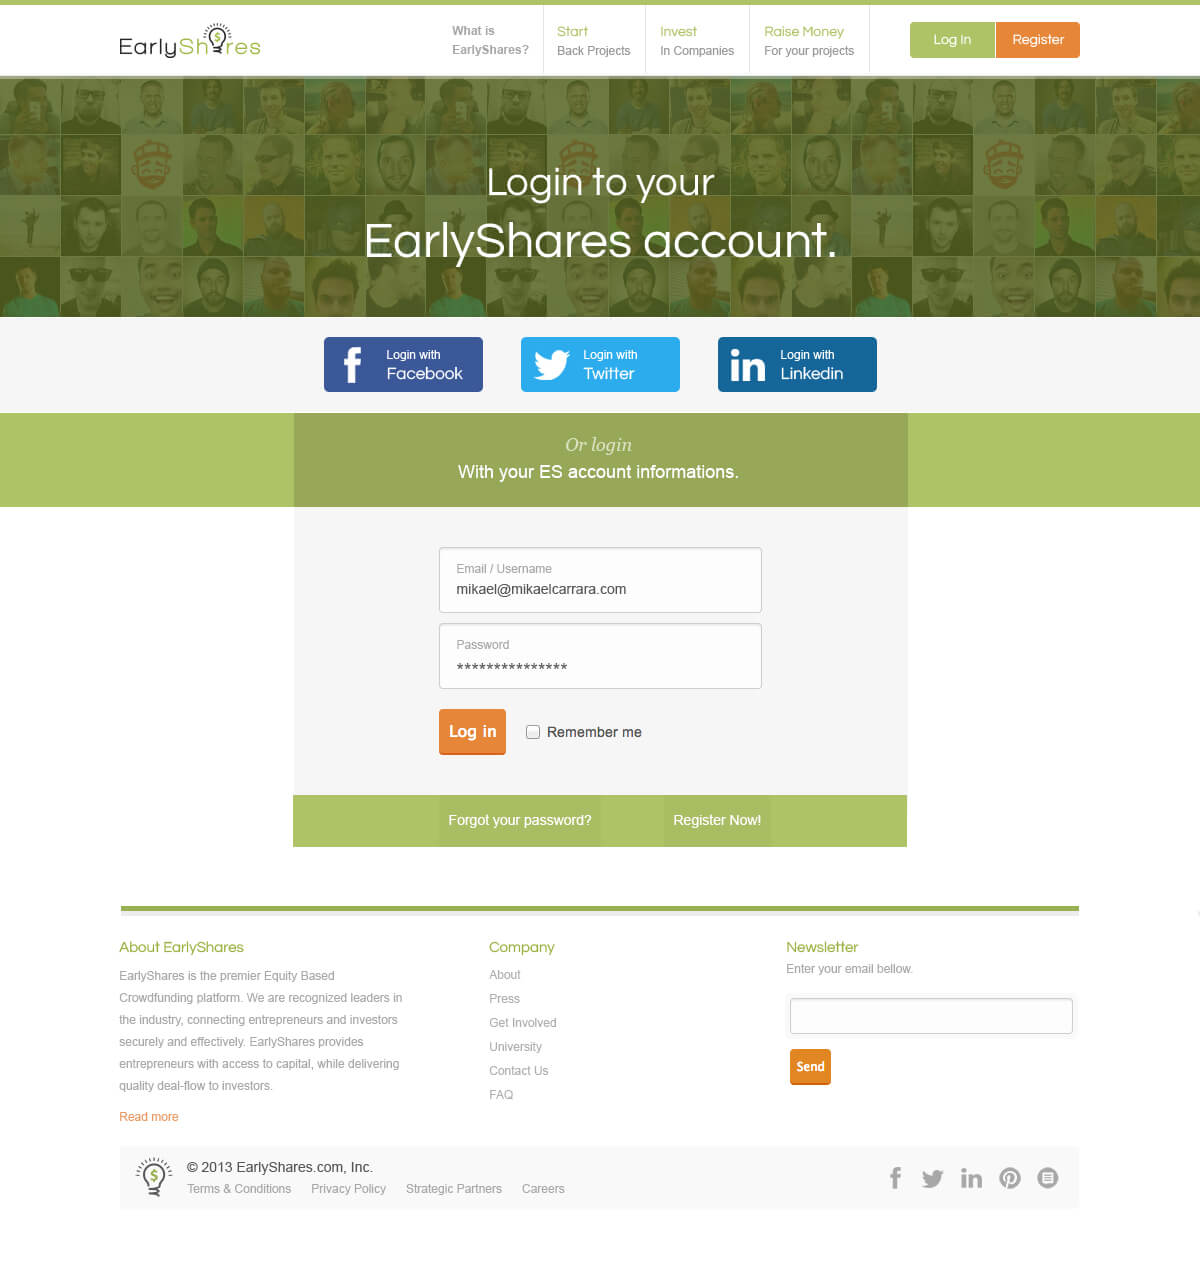 EarlyShares
What is
EarlyShares?
Start
Back Projects
Invest
In Companies
Raise Money
For your projects
Log In
Register
Login to your
EarlyShares account.
Login with
Facebook
Login with
Twitter
Login with
Linkedin
Or login
With your ES account informations.
Email / Username
mikael@mikaelcarrara.com
Password
***************
Log in
Remember me
Forgot your password?
Register Now!
About EarlyShares
EarlyShares is the premier Equity Based
Crowdfunding platform. We are recognized leaders in
the industry, connecting entrepreneurs and investors
securely and effectively. EarlyShares provides
entrepreneurs with access to capital, while delivering
quality deal-flow to investors.
Read more
Company
About
Press
Get Involved
University
Contact Us
FAQ
Newsletter
Enter your email bellow.
Send
© 2013 EarlyShares.com, Inc.
Terms & Conditions Privacy Policy Strategic Partners Careers